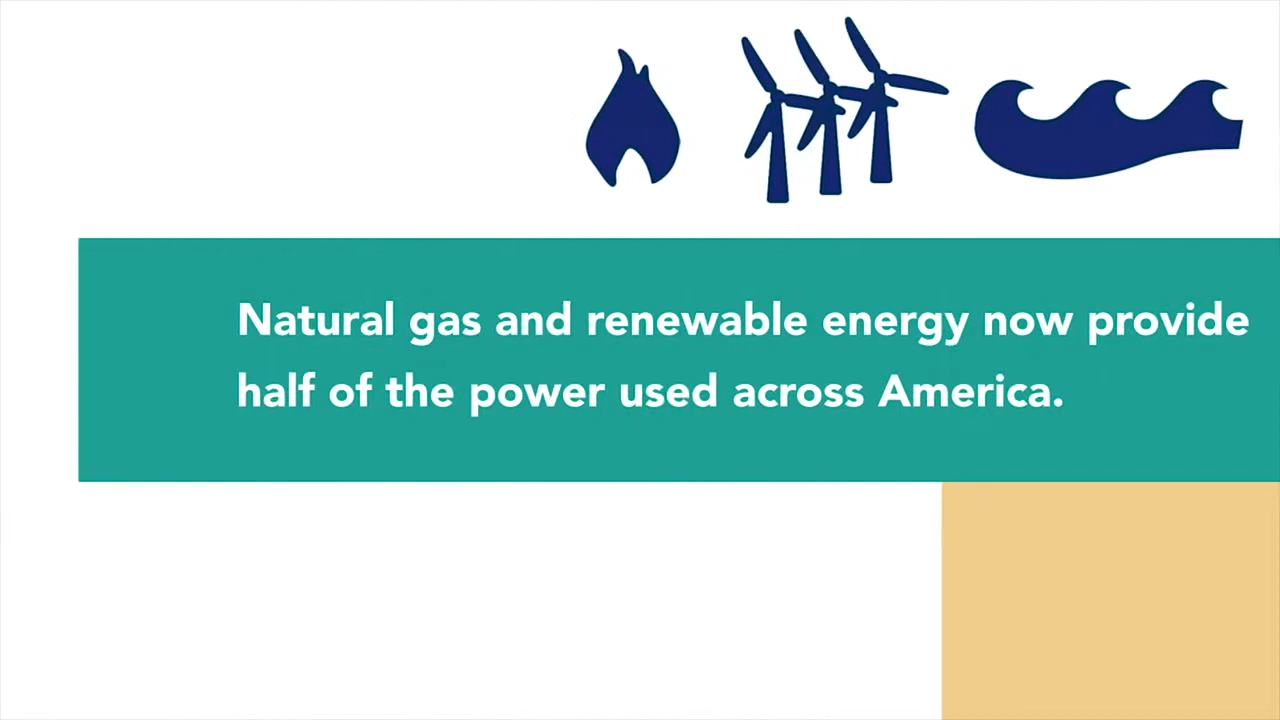 Natural gas and renewable energy now provide
half of the power used across America.